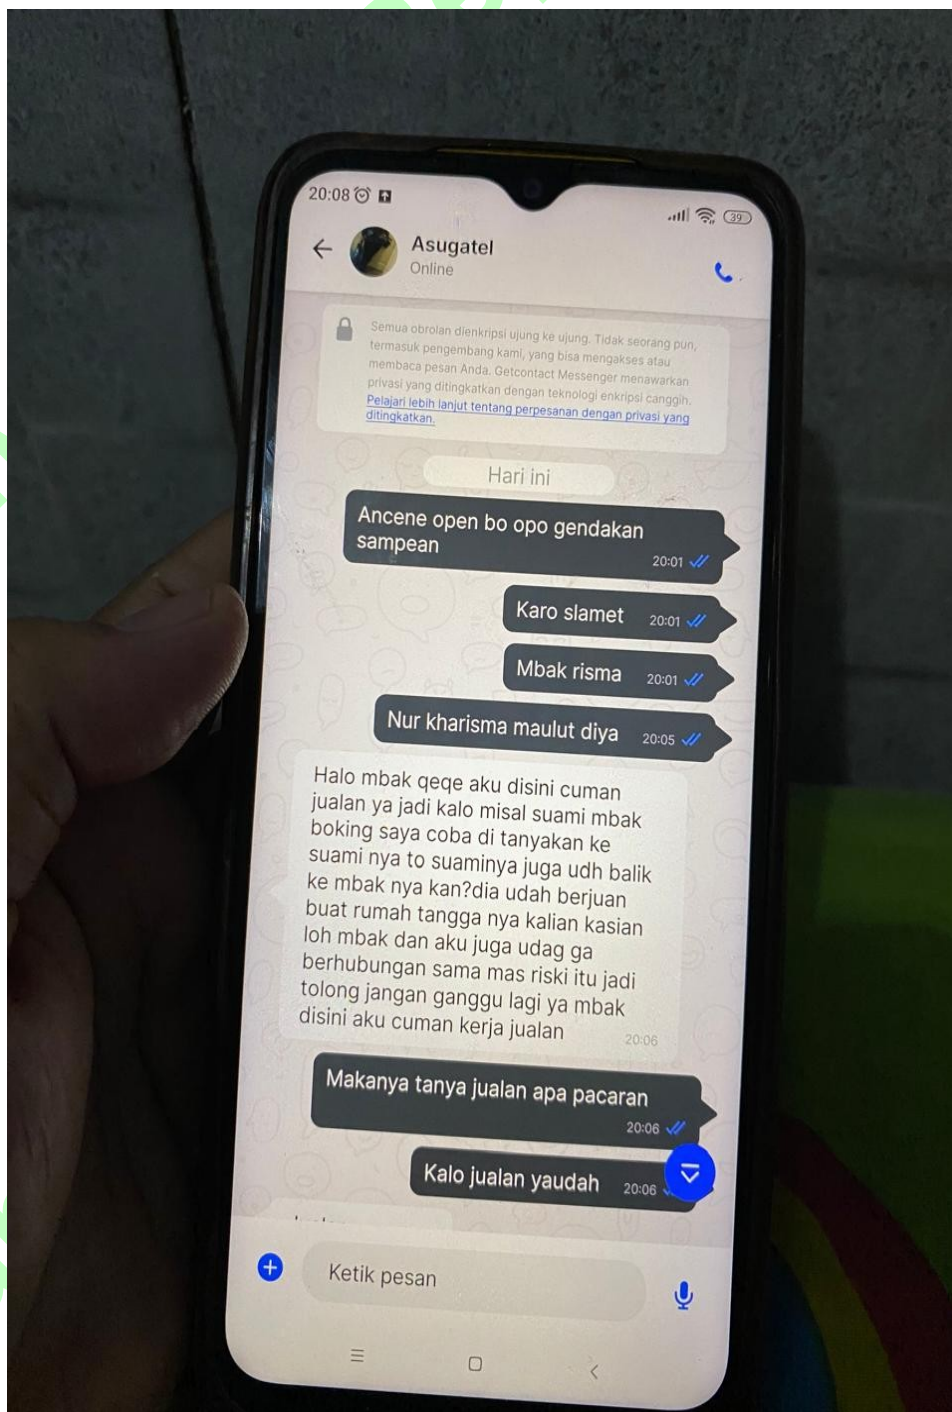 20:08
39
Asugatel
Online
Semua obrolan dienkripsi ujung ke ujung. Tidak seorang pun,
termasuk pengembang kami, yang bisa mengakses atau
membaca pesan Anda. Getcontact Messenger menawarkan
privasi yang ditingkatkan dengan teknologi enkripsi canggih.
Pelajari lebih lanjut tentang perpesanan dengan privasi yang
ditingkatkan.
Hari ini
Ancene open bo opo gendakan
sampean
20:01
Karo slamet 20:01
Mbak risma 20:01
Nur kharisma maulut diya 20:05
Halo mbak qeqe aku disini cuman
jualan ya jadi kalo misal suami mbak
boking saya coba di tanyakan ke
suami nya to suaminya juga udh balik
ke mbak nya kan?dia udah berjuan
buat rumah tangga nya kalian kasian
loh mbak dan aku juga udag ga
berhubungan sama mas riski itu jadi
tolong jangan ganggu lagi ya mbak
disini aku cuman kerja jualan
20:06
Makanya tanya jualan apa pacaran
20:06
Kalo jualan yaudah 20:06
Ketik pesan